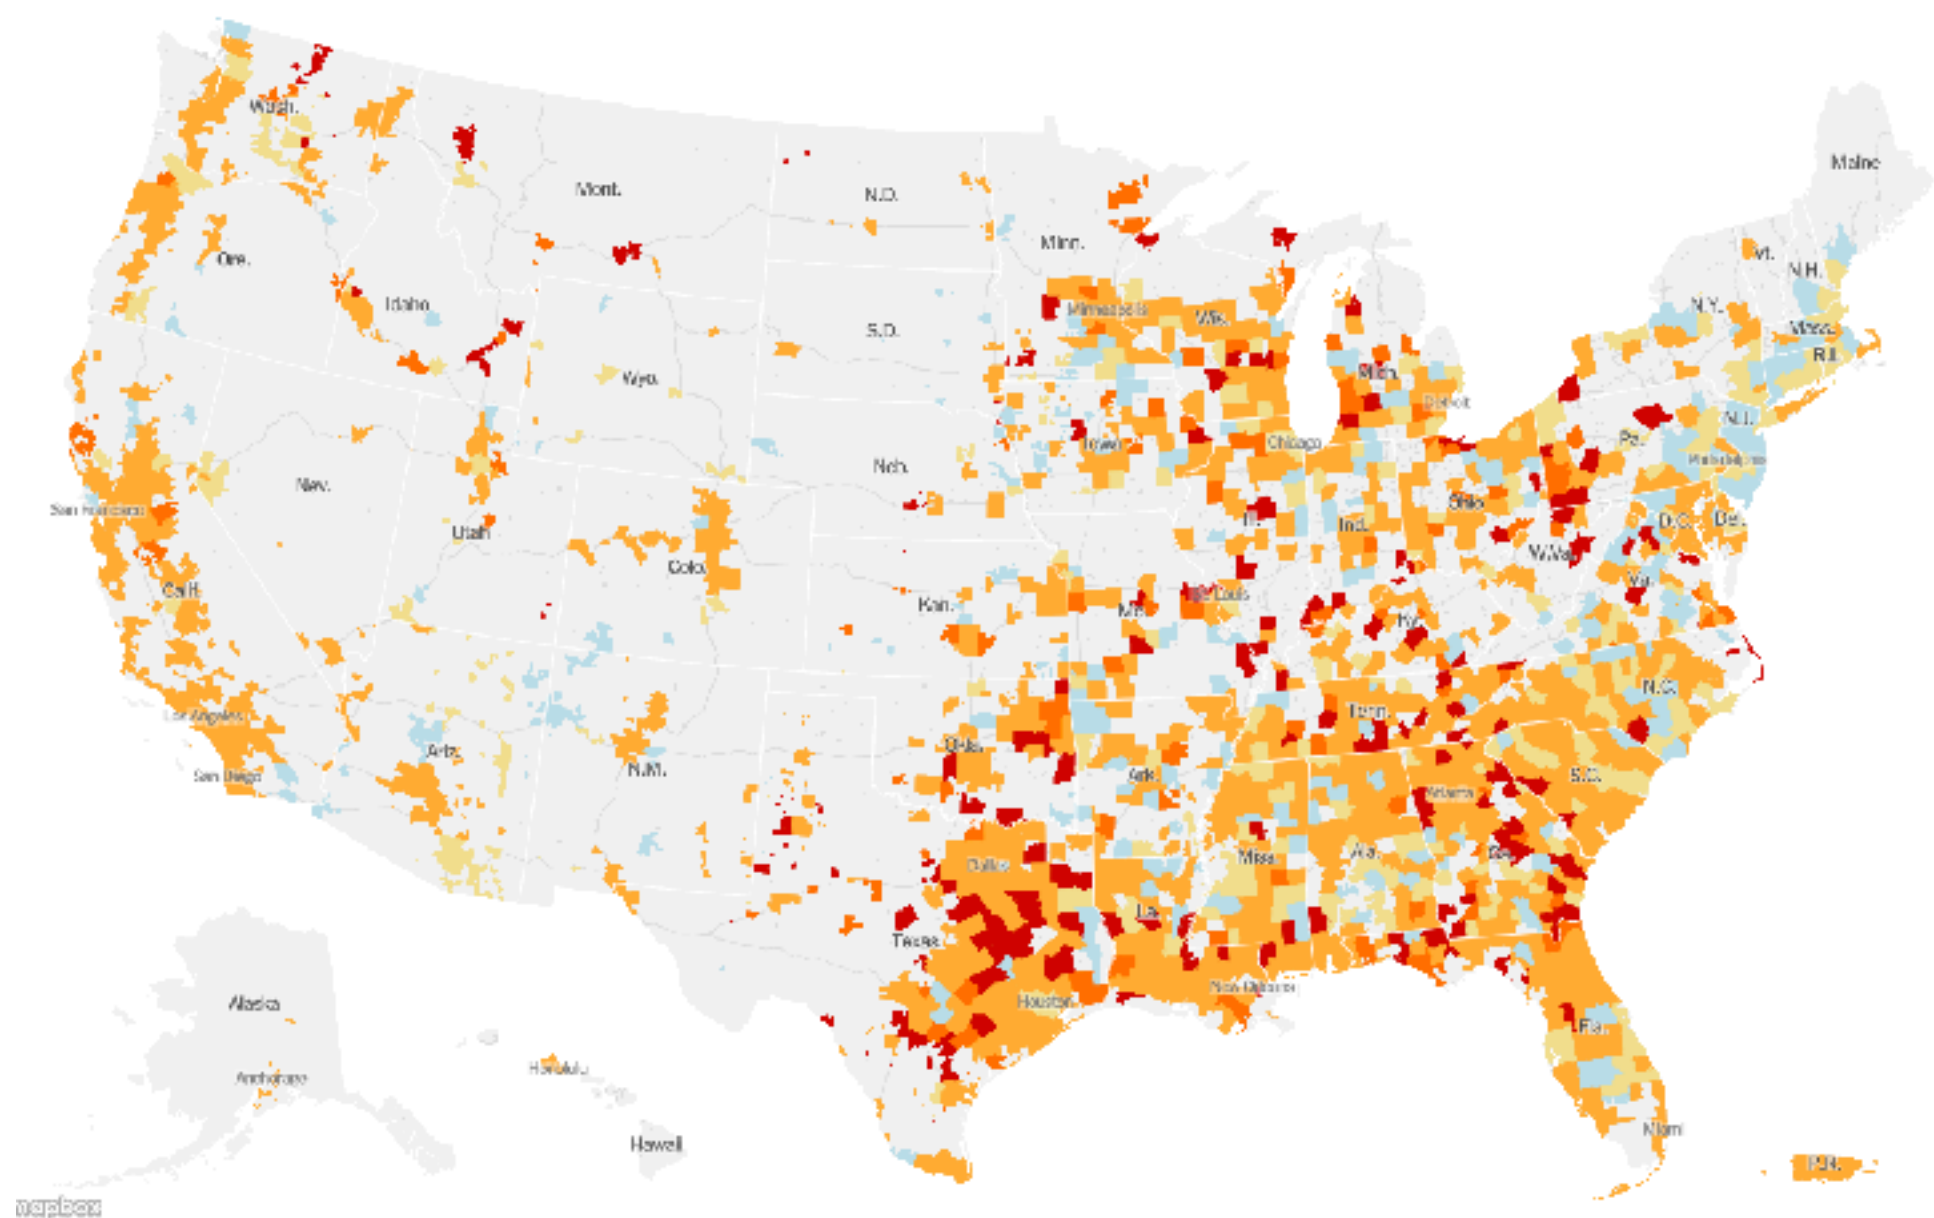 Wash.
Mont.
N.D.
Minn.
Maine
Ore.
Idaho
S.D.
Minneapolis
Wis.
Vt.
N.H.
N.Y.
Mass.
R.I.
Wyo.
Mich.
Detroit
Iowa
Chicago
Pa.
N.J.
Philadelphia
Nev.
Neb.
San Francisco
Utah
Colo.
Ill.
Ind.
Ohio
D.C.
Del.
W.Va.
Calif.
Kan.
Mo.
St. Louis
Ky.
Va.
Los Angeles
Ariz.
N.M.
Okla.
Ark.
Tenn.
N.C.
San Diego
Atlanta
S.C.
Dallas
Miss.
Ala.
Ga.
Texas
La.
Houston
New Orleans
Alaska
Anchorage
Honolulu
Hawaii
Fla.
Miami
P.R.
mapbox